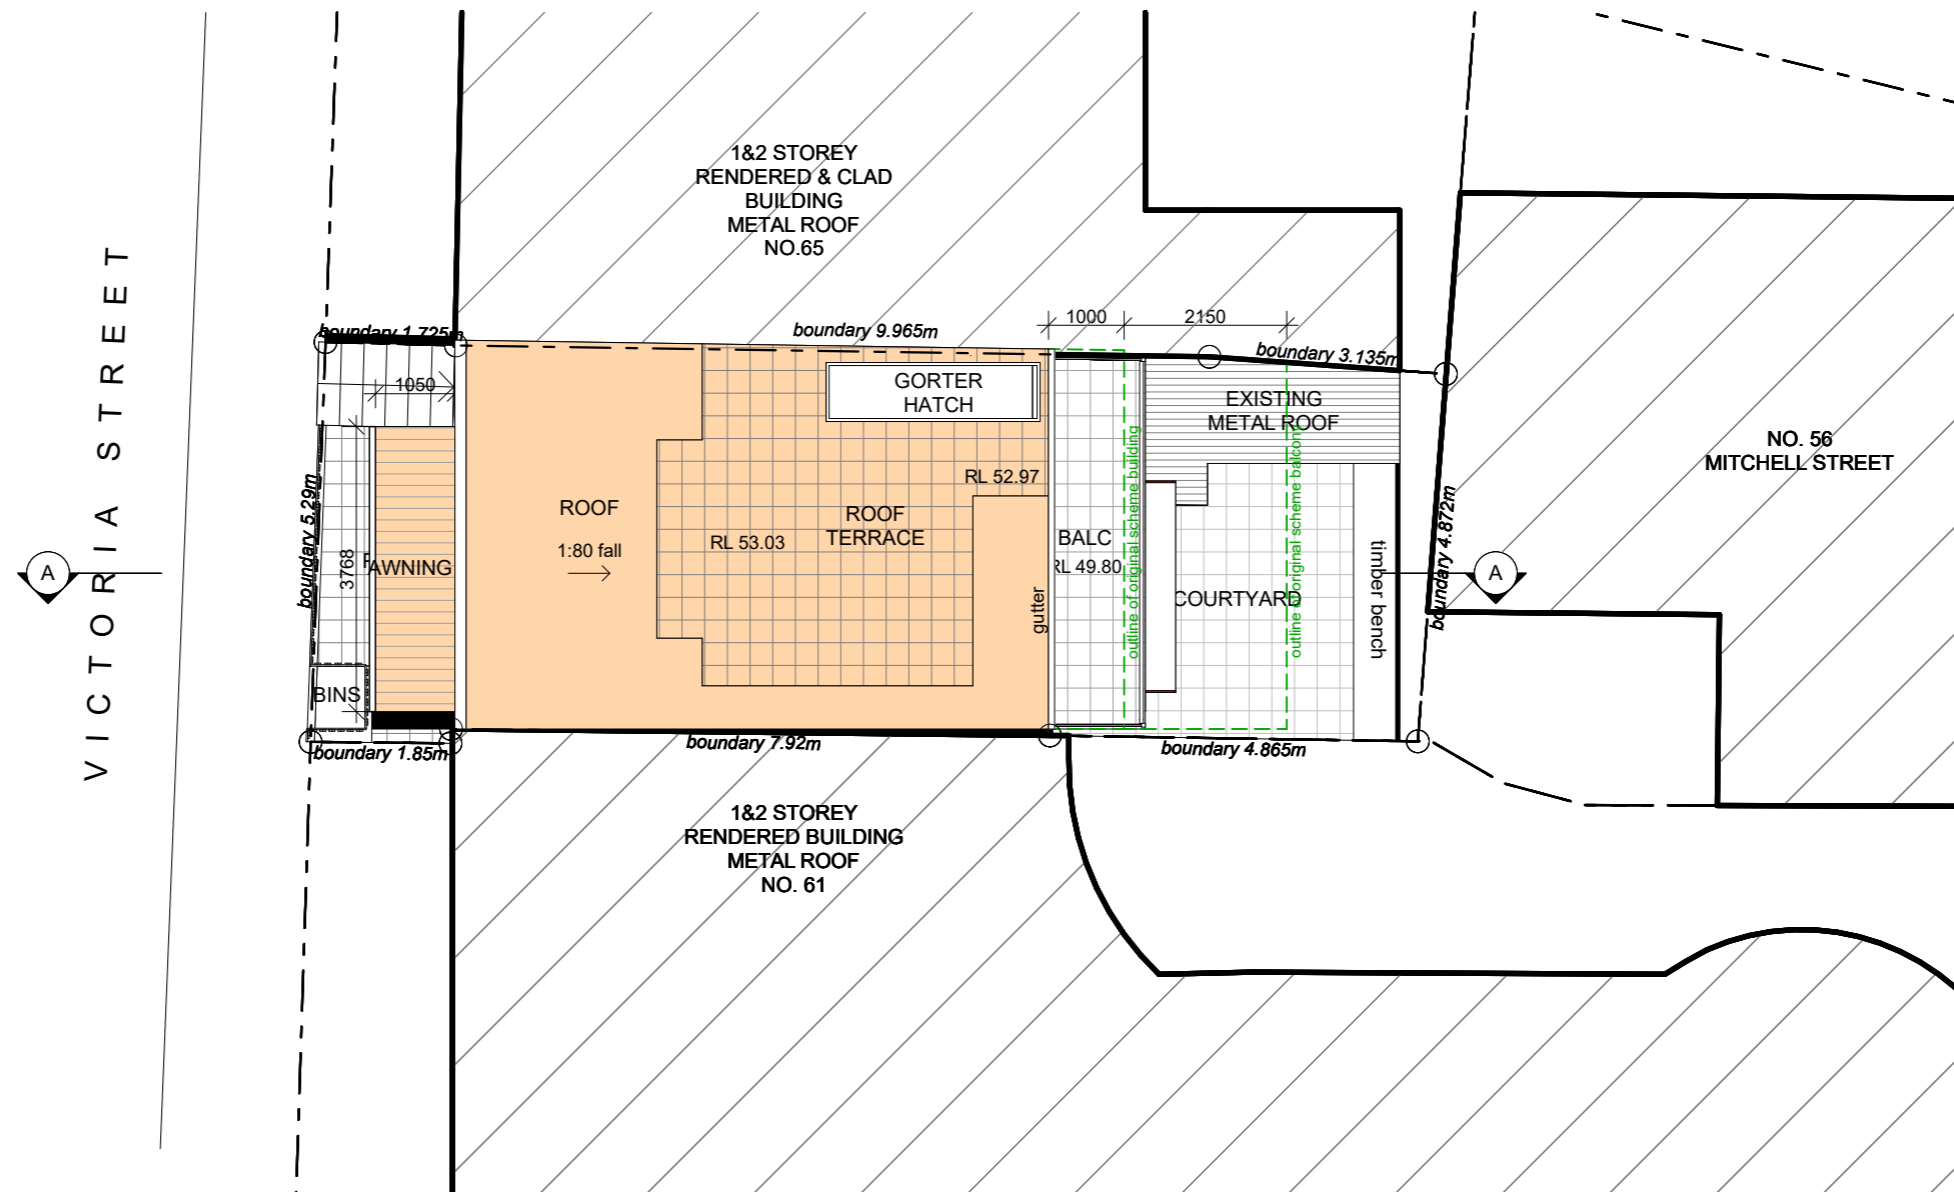 VICTORIA STREET
1&2 STOREY
RENDERED & CLAD
BUILDING
METAL ROOF
NO.65
boundary 1.725m
boundary 9.965m
1000
2150
boundary 3.135m
1050
GORTER
HATCH
EXISTING
METAL ROOF
NO. 56
MITCHELL STREET
RL 52.97
ROOF
1:80 fall
ROOF
TERRACE
RL 53.03
BALC
RL 49.80
outline of original scheme building
outline of original scheme balcony
boundary 5.29m
3768
AWNING
A
A
gutter
COURTYARD
timber bench
boundary 4.872m
BINS
boundary 1.85m
boundary 7.92m
boundary 4.865m
1&2 STOREY
RENDERED BUILDING
METAL ROOF
NO. 61